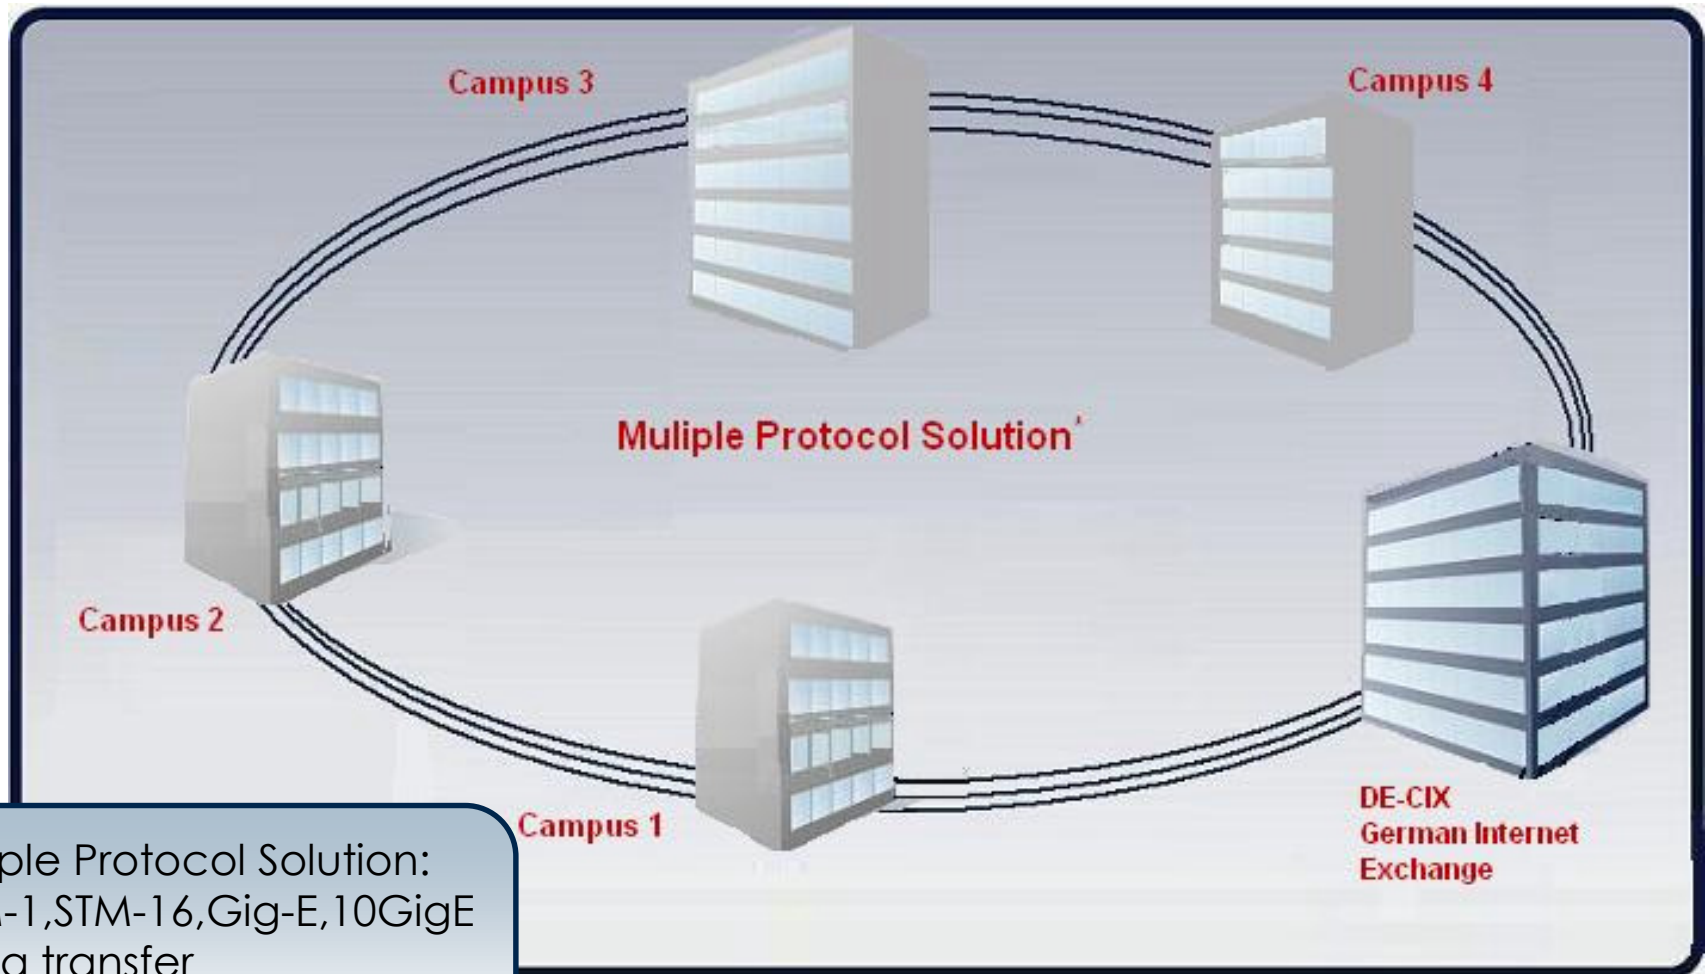 Campus 3
Campus 4
Muliple Protocol Solution
Campus 2
Campus 1
DE-CIX
German Internet
Exchange
ple Protocol Solution:
-1,STM-16,Gig-E,10GigE
a transfer